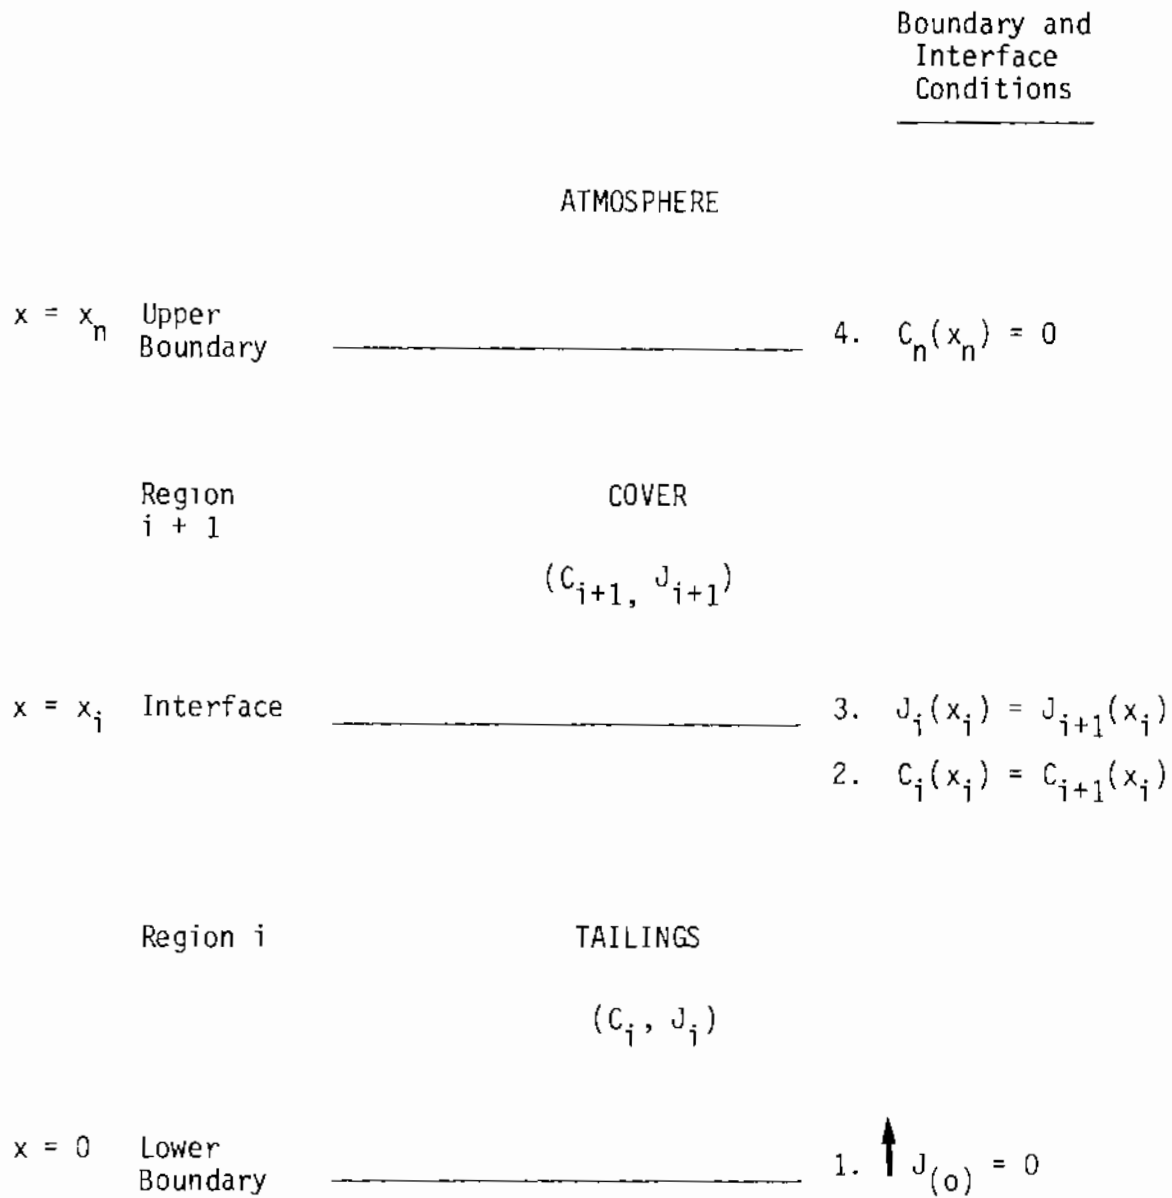 Boundary and
Interface
Conditions
ATMOSPHERE
x = x_n Upper
Boundary
4. C_n(x_n) = 0
Region
i + 1
COVER
(C_{i+1}, J_{i+1})
x = x_i Interface
3. J_i(x_i) = J_{i+1}(x_i)
2. C_i(x_i) = C_{i+1}(x_i)
Region i
TAILINGS
(C_i, J_i)
x = 0 Lower
Boundary
1. ↑ J_(o) = 0